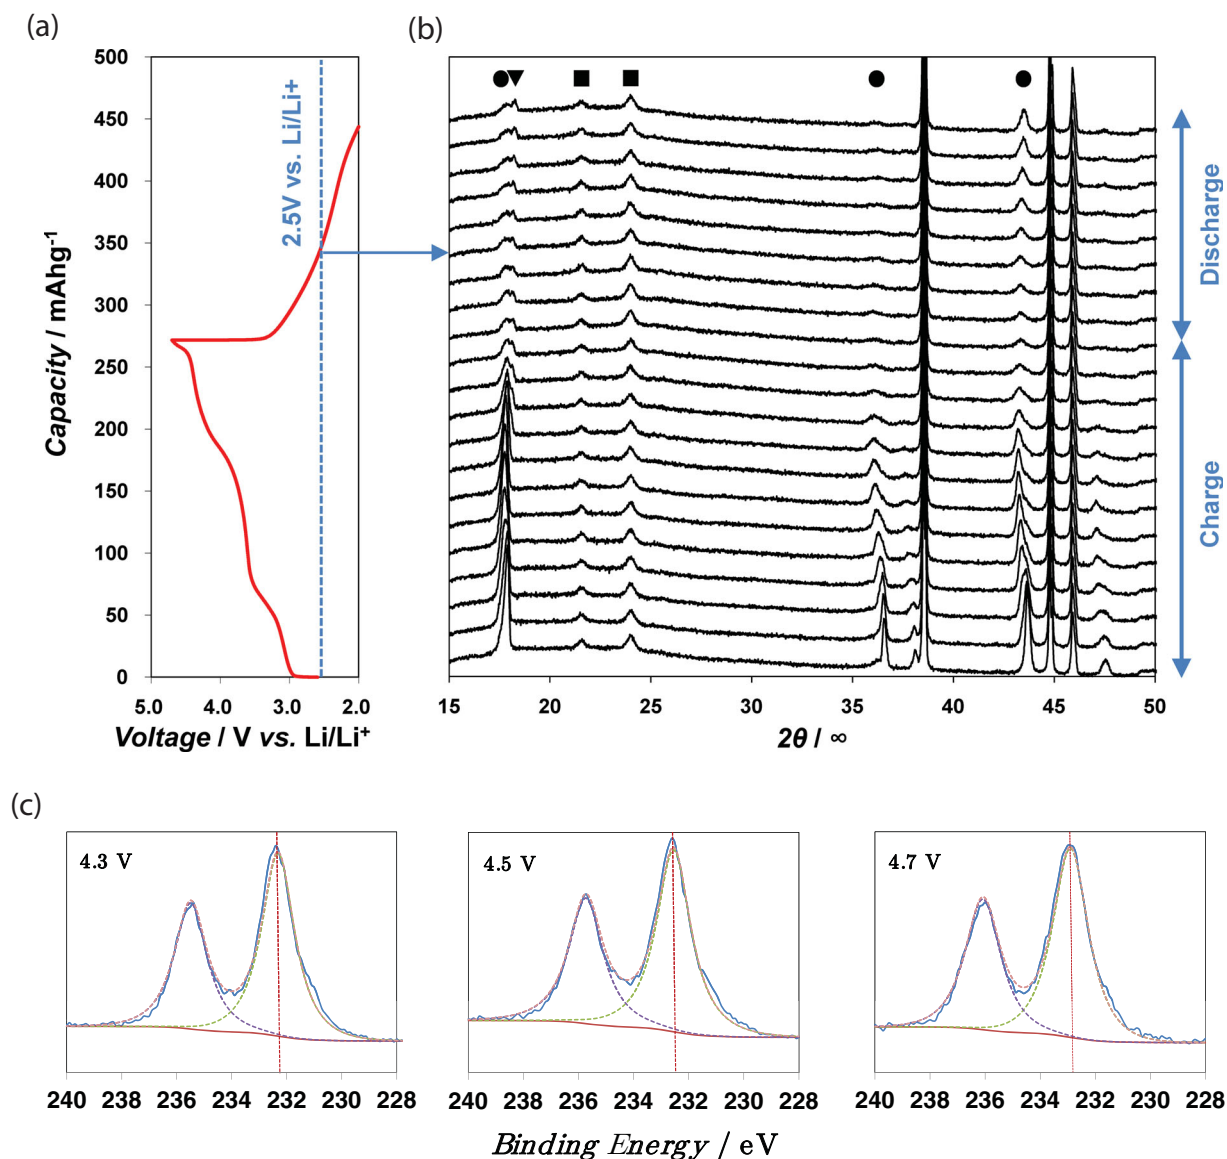 (a)
(b)
500
450
400
350
300
250
200
150
100
50
0
Capacity / mAhg-1
2.5V vs. Li/Li+
5.0 4.0 3.0 2.0
Voltage / V vs. Li/Li+
15 20 25 30 35 40 45 50
2θ / ∞
Discharge
Charge
(c)
4.3 V
4.5 V
4.7 V
240 238 236 234 232 230 228
240 238 236 234 232 230 228
240 238 236 234 232 230 228
Binding Energy / eV